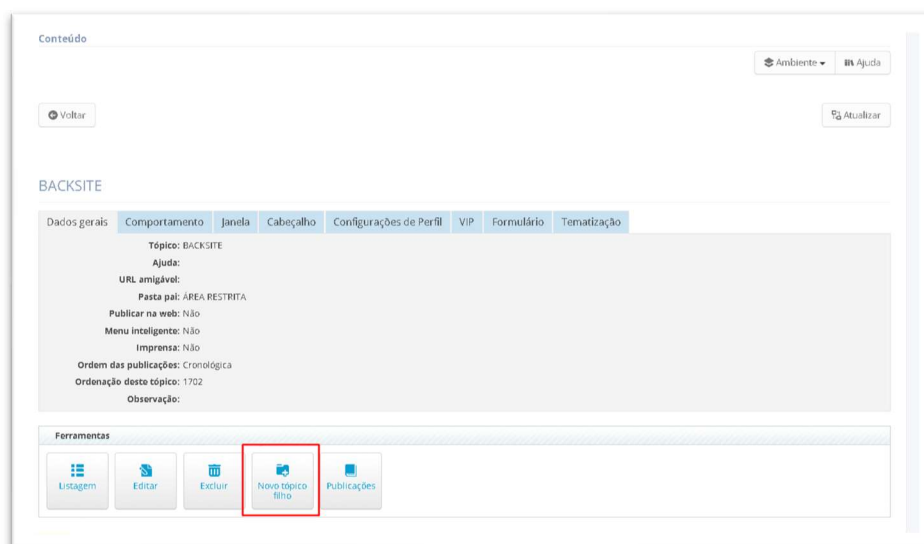 Conteúdo
Ambiente
Ajuda
Voltar
Atualizar
BACKSITE
Dados gerais Comportamento Janela Cabeçalho Configurações de Perfil VIP Formulário Tematização
Tópico: BACKSITE
Ajuda:
URL amigável:
Pasta pai: ÁREA RESTRITA
Publicar na web: Não
Menu inteligente: Não
Imprensa: Não
Ordem das publicações: Cronológica
Ordenação deste tópico: 1702
Observação:
Ferramentas
Listagem
Editar
Excluir
Novo tópico
filho
Publicações